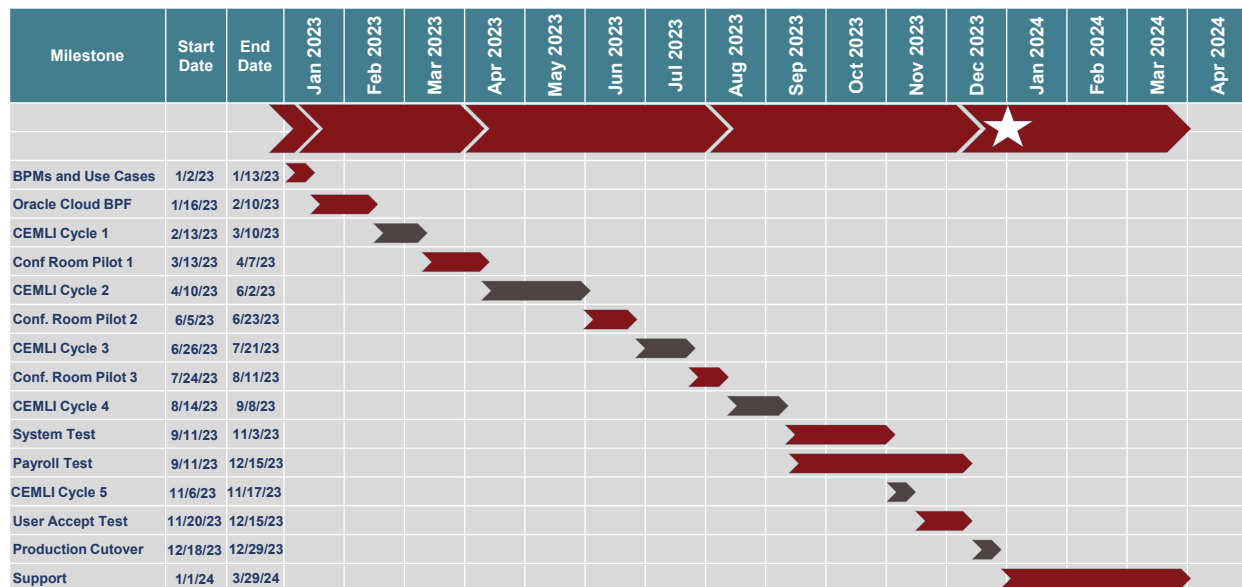 Milestone Start Date End Date Jan 2023 Feb 2023 Mar 2023 Apr 2023 May 2023 Jun 2023 Jul 2023 Aug 2023 Sep 2023 Oct 2023 Nov 2023 Dec 2023 Jan 2024 Feb 2024 Mar 2024 Apr 2024
BPMs and Use Cases 1/2/23 1/13/23
Oracle Cloud BPF 1/16/23 2/10/23
CEMLI Cycle 1 2/13/23 3/10/23
Conf Room Pilot 1 3/13/23 4/7/23
CEMLI Cycle 2 4/10/23 6/2/23
Conf. Room Pilot 2 6/5/23 6/23/23
CEMLI Cycle 3 6/26/23 7/21/23
Conf. Room Pilot 3 7/24/23 8/11/23
CEMLI Cycle 4 8/14/23 9/8/23
System Test 9/11/23 11/3/23
Payroll Test 9/11/23 12/15/23
CEMLI Cycle 5 11/6/23 11/17/23
User Accept Test 11/20/23 12/15/23
Production Cutover 12/18/23 12/29/23
Support 1/1/24 3/29/24